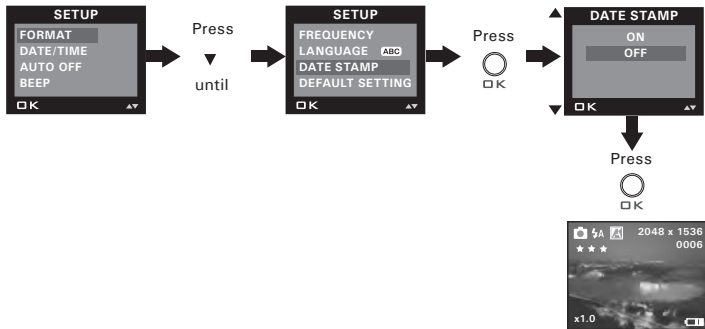 SETUP
FORMAT
DATE/TIME
AUTO OFF
BEEP
OK
Press
until
SETUP
FREQUENCY
LANGUAGE ABC
DATE STAMP
DEFAULT SETTING
OK
Press
OK
DATE STAMP
ON
OFF
OK
Press
OK
A 2048 x 1536
0006
x1.0